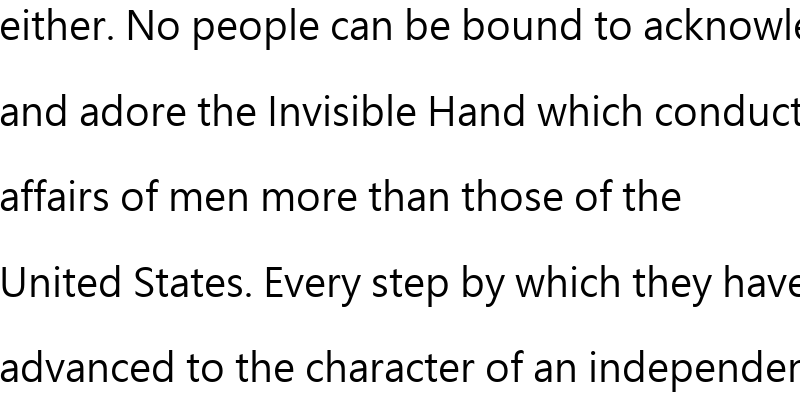 either. No people can be bound to acknowle
and adore the Invisible Hand which conduct
affairs of men more than those of the
United States. Every step by which they have
advanced to the character of an independen